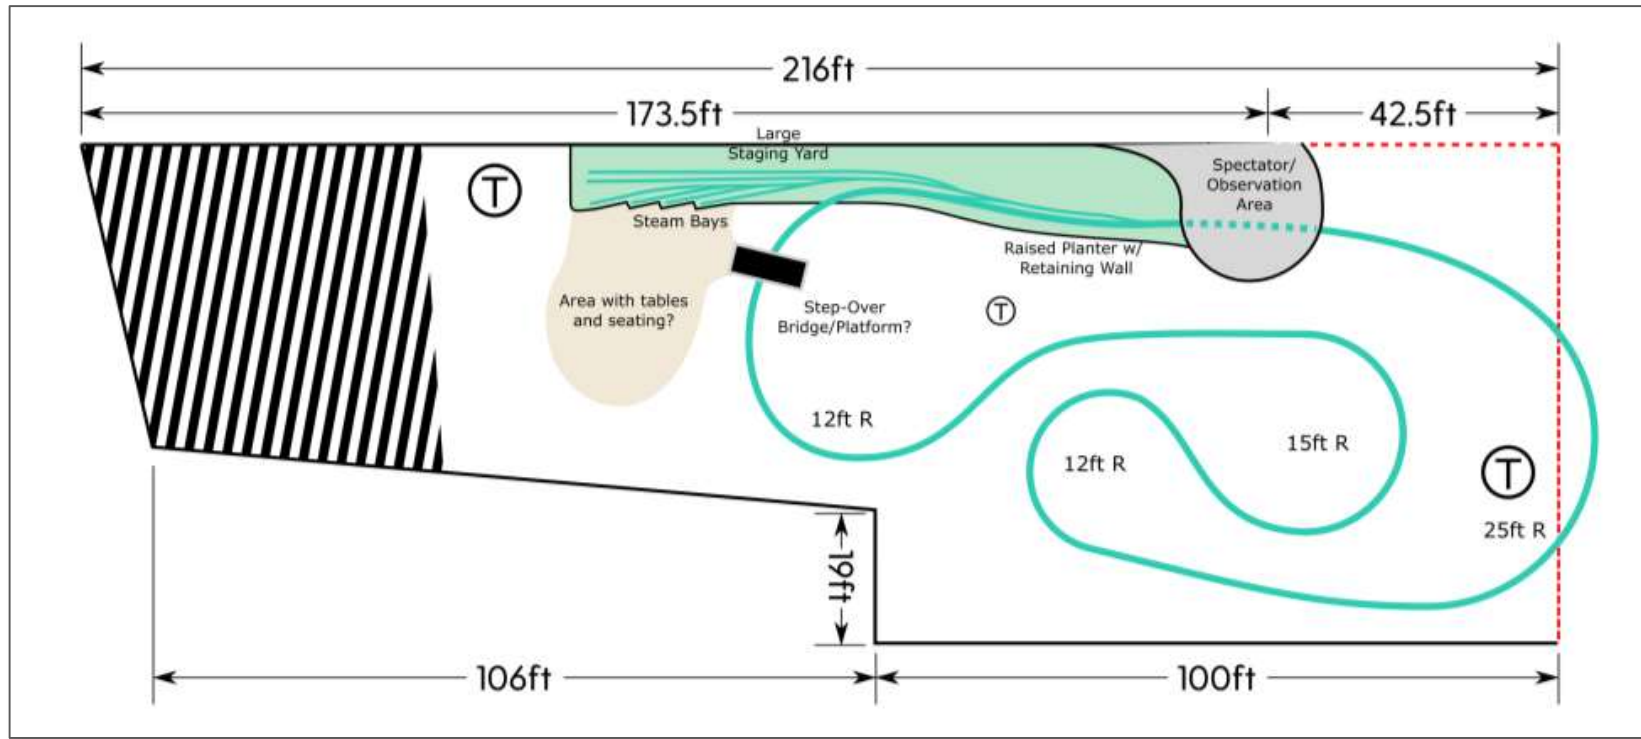 216ft
173.5ft
42.5ft
Large
Staging Yard
T
Spectator/
Observation
Area
Steam Bays
Raised Planter w/
Retaining Wall
Area with tables
and seating?
Step-Over
Bridge/Platform?
T
12ft R
15ft R
12ft R
T
25ft R
19ft
106ft
100ft